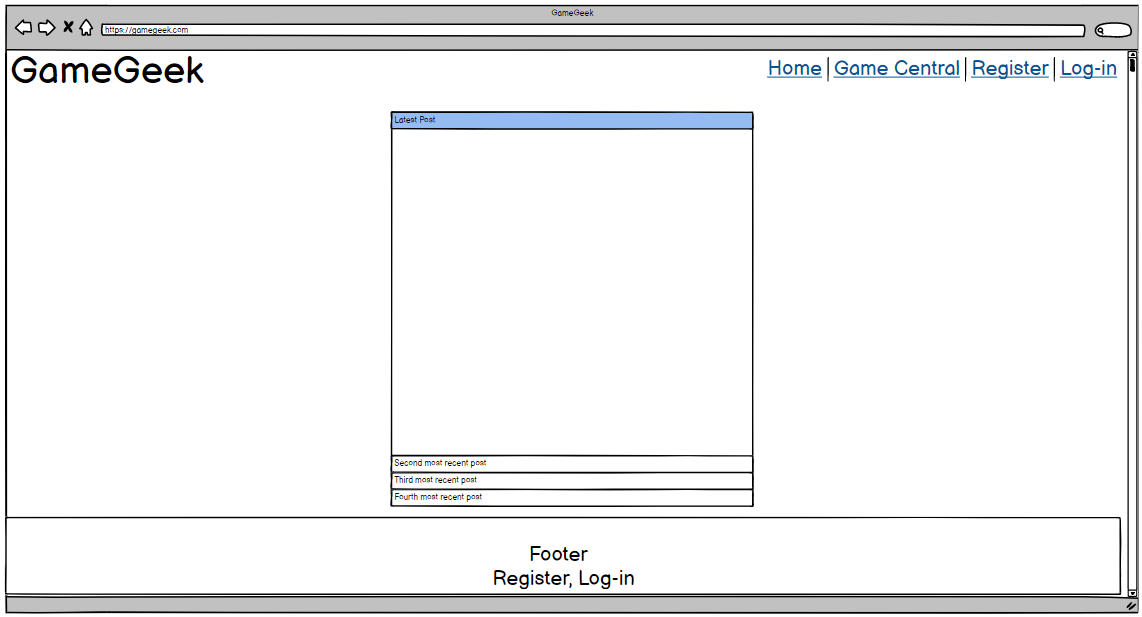 GameGeek
https://gamegeek.com
GameGeek
Home | Game Central | Register | Log-in
Latest Post
Second most recent post
Third most recent post
Fourth most recent post
Footer
Register, Log-in